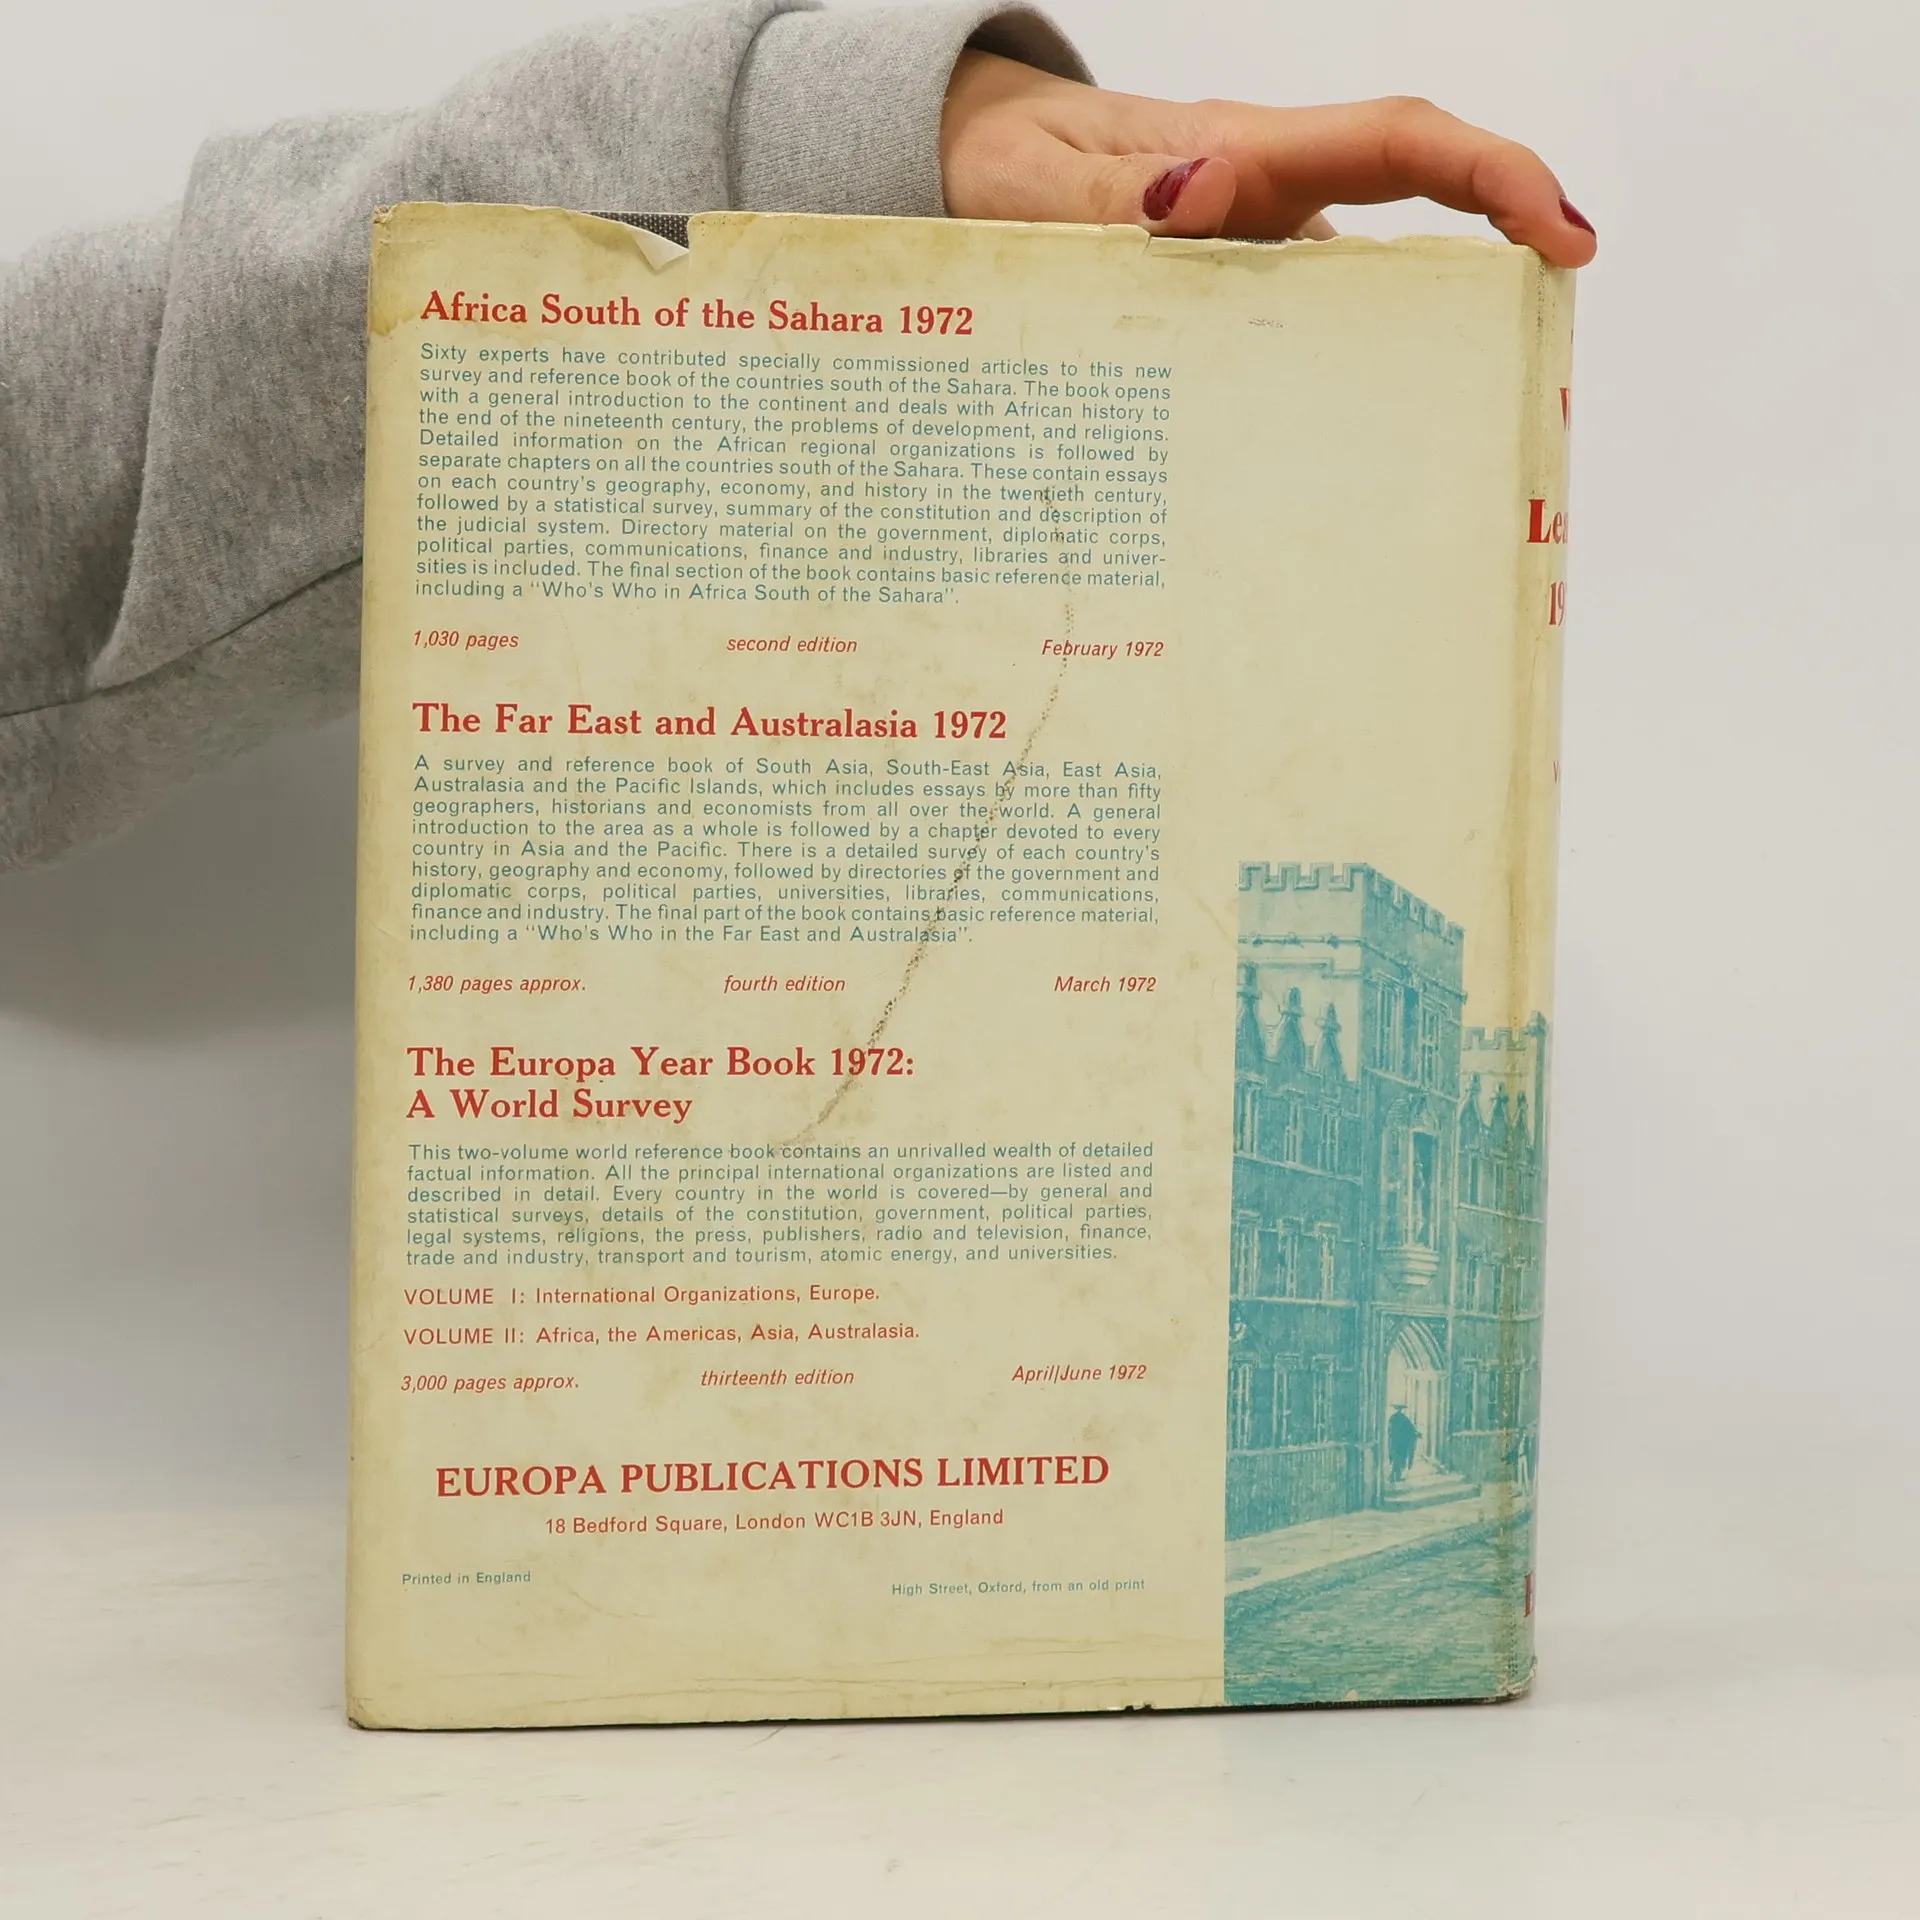 Africa South of the Sahara 1972
Sixty experts have contributed specially commissioned articles to this new
survey and reference book of the countries south of the Sahara. The book opens
with a general introduction to the continent and deals with African history to
the end of the nineteenth century, the problems of development, and religions.
Detailed information on the African regional organizations is followed by
separate chapters on all the countries south of the Sahara. These contain essays
on each country's geography, economy, and history in the twentieth century,
followed by a statistical survey, summary of the constitution and description of
the judicial system. Directory material on the government, diplomatic corps,
political parties, communications, finance and industry, libraries and univer-
sities is included. The final section of the book contains basic reference material,
including a "Who's Who in Africa South of the Sahara".
1,030 pages second edition February 1972
The Far East and Australasia 1972
A survey and reference book of South Asia, South-East Asia, East Asia,
Australasia and the Pacific Islands, which includes essays by more than fifty
geographers, historians and economists from all over the world. A general
introduction to the area as a whole is followed by a chapter devoted to every
country in Asia and the Pacific. There is a detailed survey of each country's
history, geography and economy, followed by directories of the government and
diplomatic corps, political parties, universities, libraries, communications,
finance and industry. The final part of the book contains basic reference material,
including a "Who's Who in the Far East and Australasia".
1,380 pages approx. fourth edition March 1972
The Europa Year Book 1972:
A World Survey
This two-volume world reference book contains an unrivalled wealth of detailed
factual information. All the principal international organizations are listed and
described in detail. Every country in the world is covered—by general and
statistical surveys, details of the constitution, government, political parties,
legal systems, religions, the press, publishers, radio and television, finance,
trade and industry, transport and tourism, atomic energy, and universities.
VOLUME I: International Organizations, Europe.
VOLUME II: Africa, the Americas, Asia, Australasia.
3,000 pages approx. thirteenth edition April/June 1972
EUROPA PUBLICATIONS LIMITED
18 Bedford Square, London WC1B 3JN, England
Printed in England High Street, Oxford, from an old print